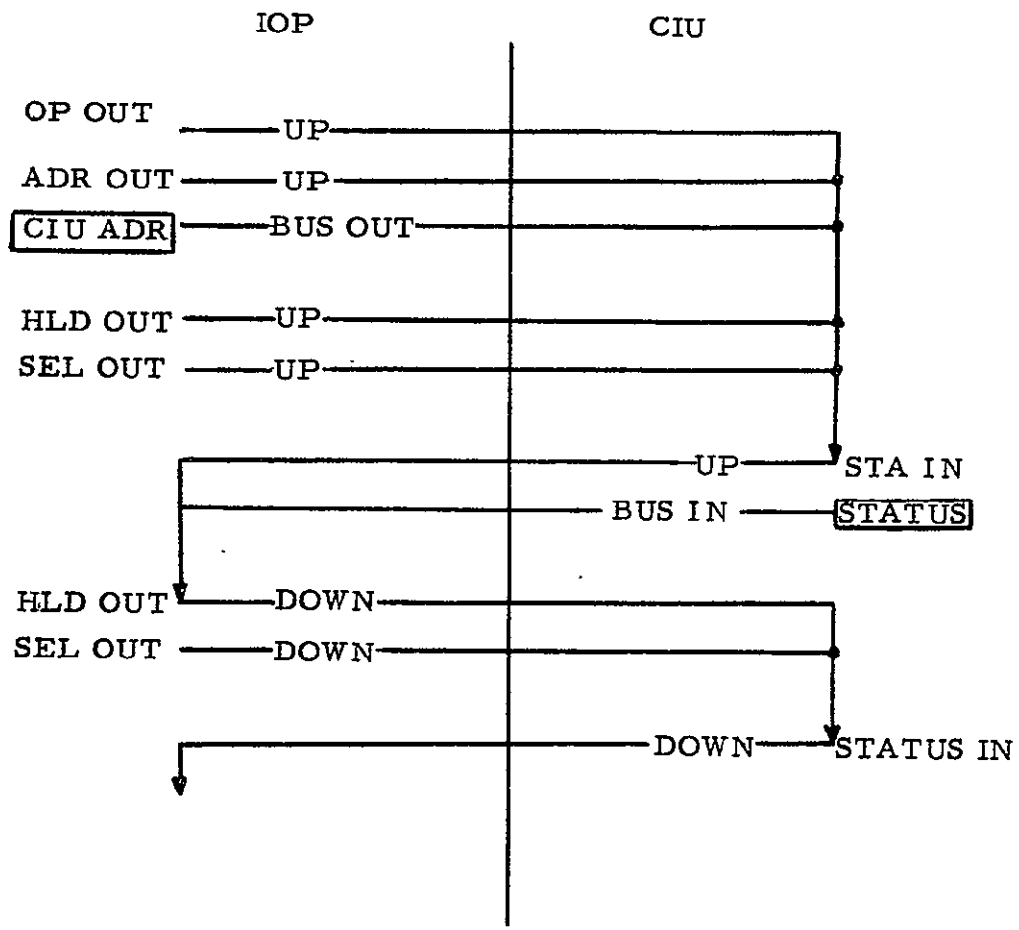 IOP CIU
OP OUT UP
ADR OUT UP
CIU ADR BUS OUT
HLD OUT UP
SEL OUT UP
UP STA IN
BUS IN STATUS
HLD OUT DOWN
SEL OUT DOWN
DOWN STATUS IN